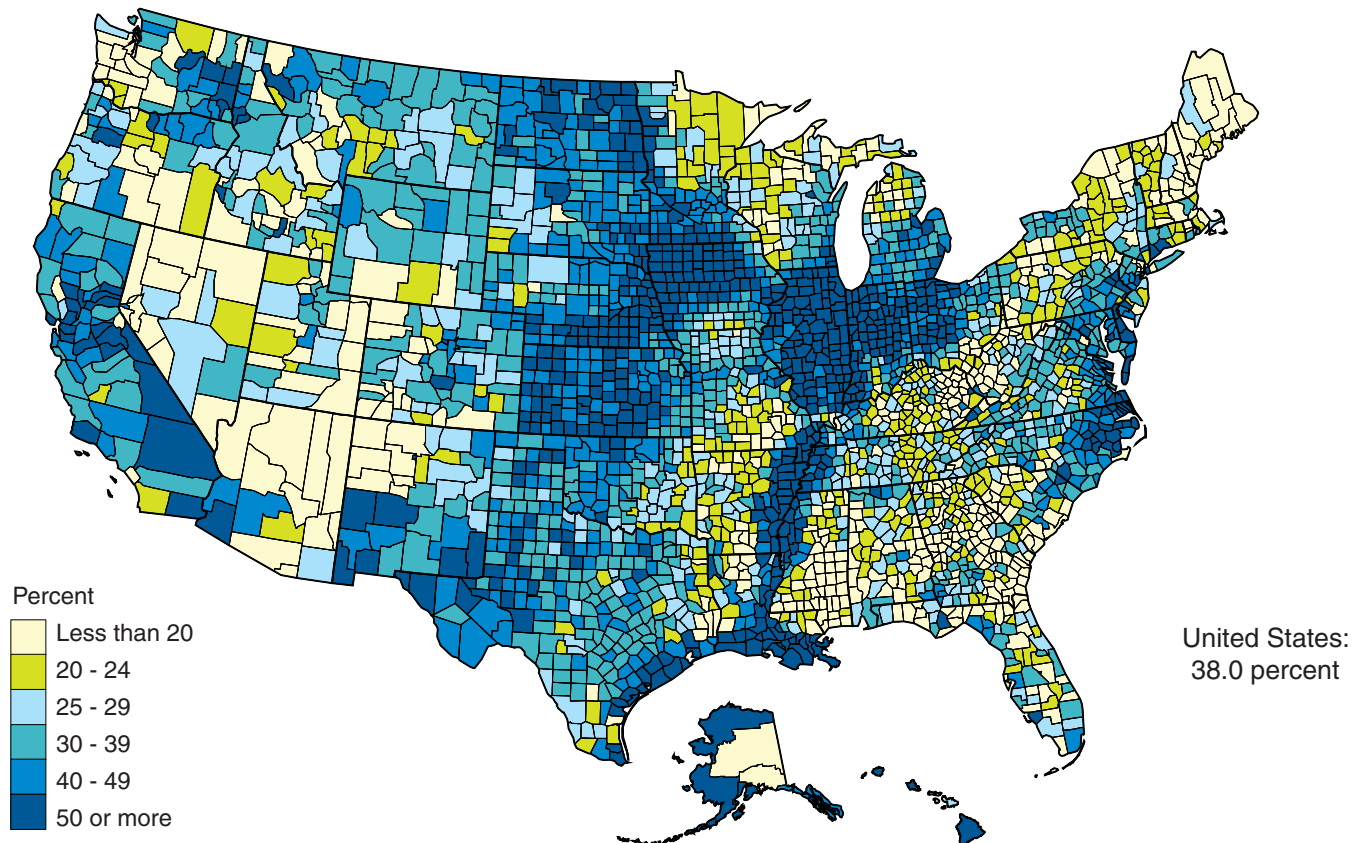 Percent
Less than 20
20 - 24
25 - 29
30 - 39
40 - 49
50 or more
United States:
38.0 percent